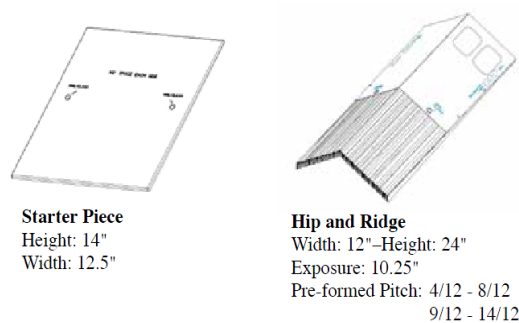 Starter Piece
Height: 14"
Width: 12.5"
Hip and Ridge
Width: 12"–Height: 24"
Exposure: 10.25"
Pre-formed Pitch: 4/12 - 8/12
9/12 - 14/12